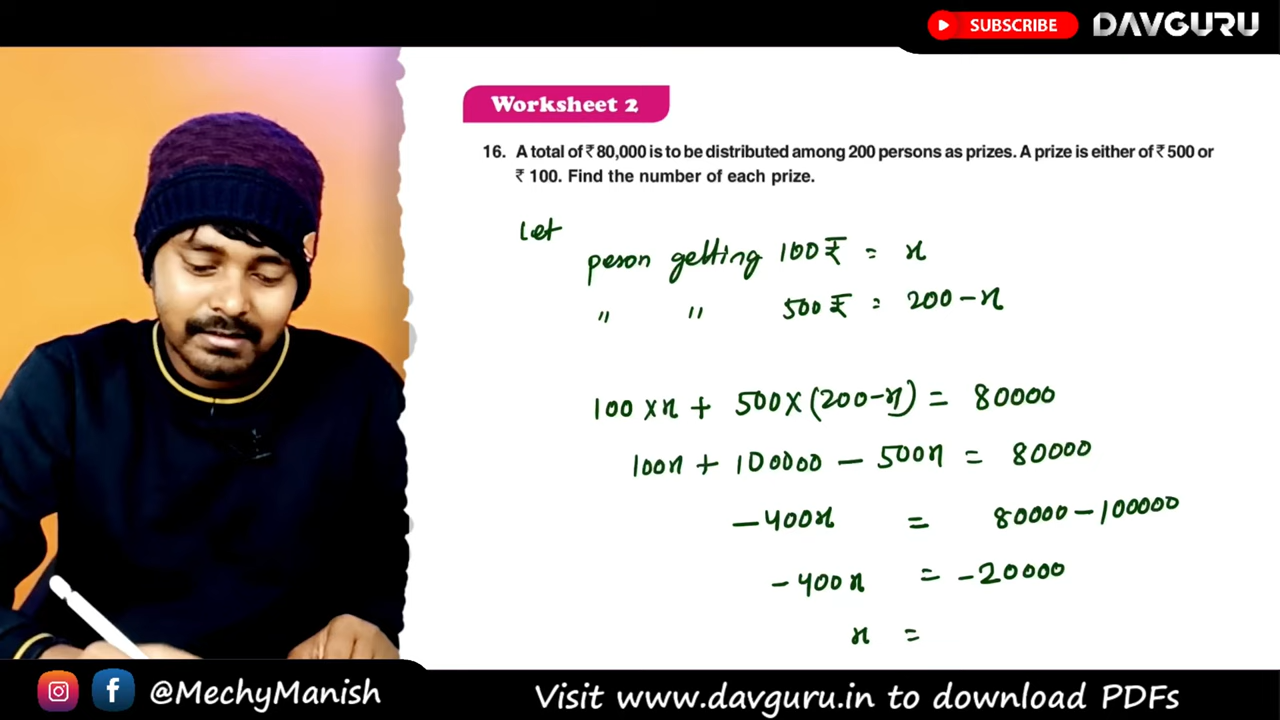 SUBSCRIBE DAVGURU
Worksheet 2
16. A total of ₹ 80,000 is to be distributed among 200 persons as prizes. A prize is either of ₹ 500 or
₹ 100. Find the number of each prize.
Let
peson getting 100 ₹ = x
" " 500 ₹ = 200 - x
100 × x + 500 × (200 - x) = 80000
100x + 100000 - 500x = 80000
-400x = 80000 - 100000
-400x = -20000
x =
@MechyManish
Visit www.davguru.in to download PDFs